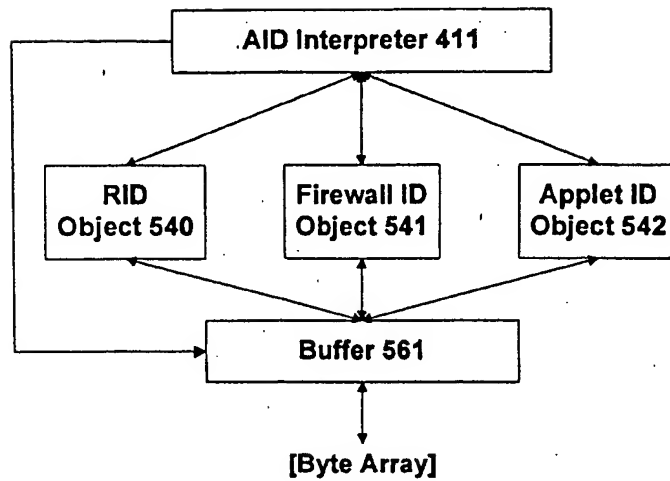 AID Interpreter 411
RID
Object 540
Firewall ID
Object 541
Applet ID
Object 542
Buffer 561
[Byte Array]